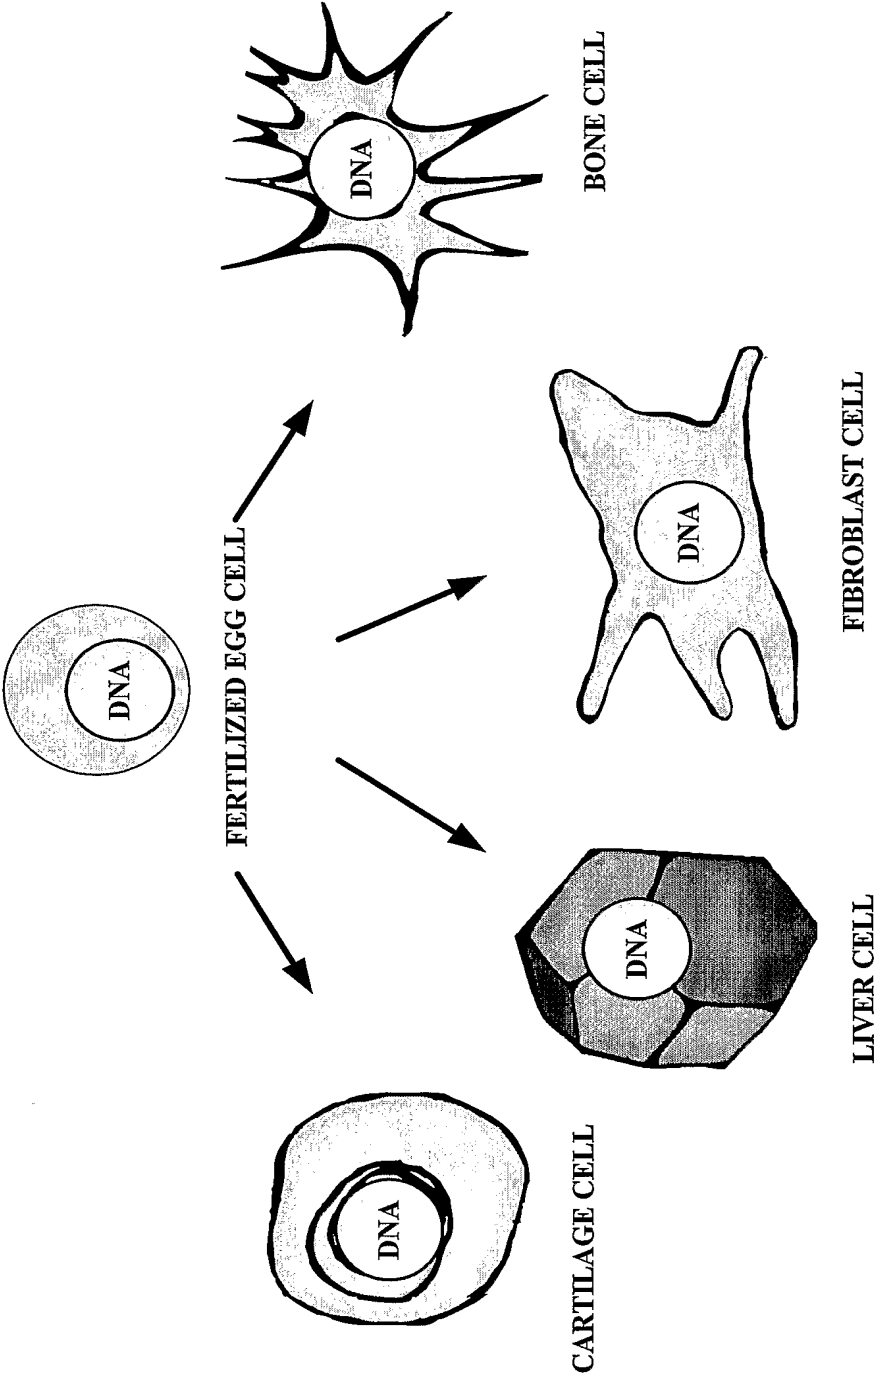 DNA
FERTILIZED EGG CELL
DNA
CARTILAGE CELL
DNA
LIVER CELL
DNA
FIBROBLAST CELL
DNA
BONE CELL